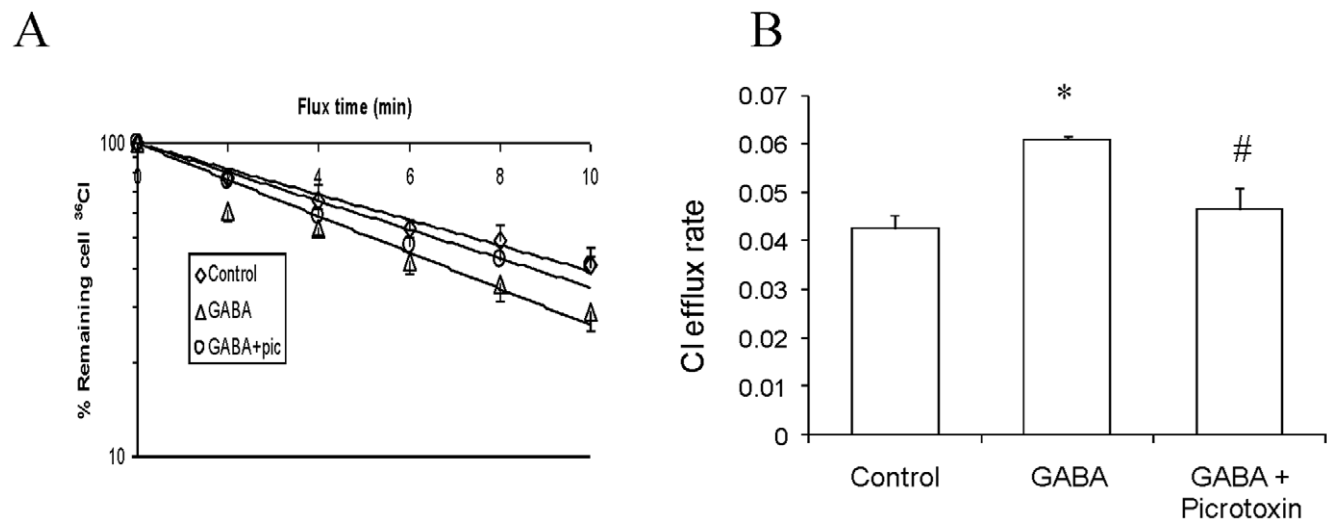 A
Flux time (min)
100
0 2 4 6 8 10
% Remaining cell ³⁶Cl
Control
GABA
GABA+pic
10
B
*
#
0.07
0.06
0.05
0.04
0.03
0.02
0.01
0
Cl efflux rate
Control
GABA
GABA +
Picrotoxin